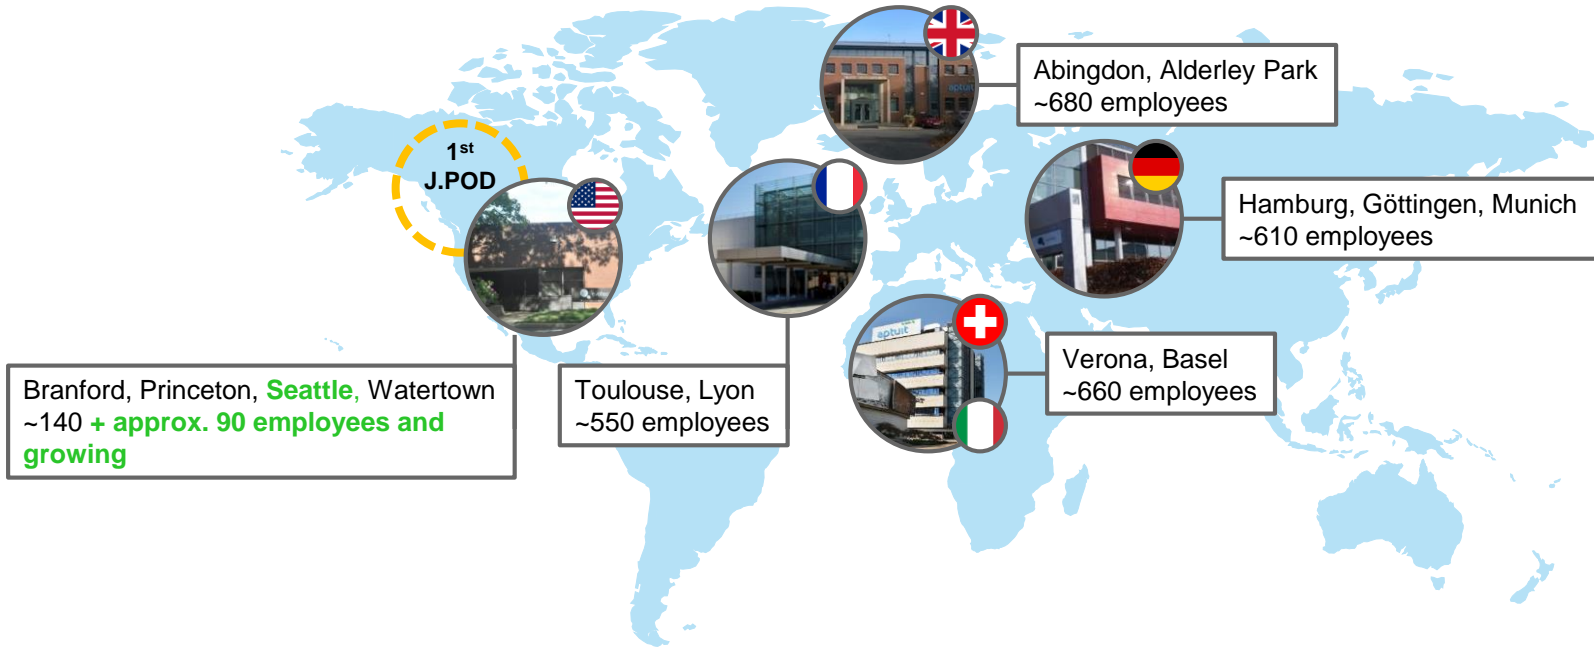 Abingdon, Alderley Park
~680 employees
1st
J.POD
aptuit
Hamburg, Göttingen, Munich
~610 employees
aptuit
Verona, Basel
~660 employees
Branford, Princeton, Seattle, Watertown
~140 + approx. 90 employees and
growing
Toulouse, Lyon
~550 employees